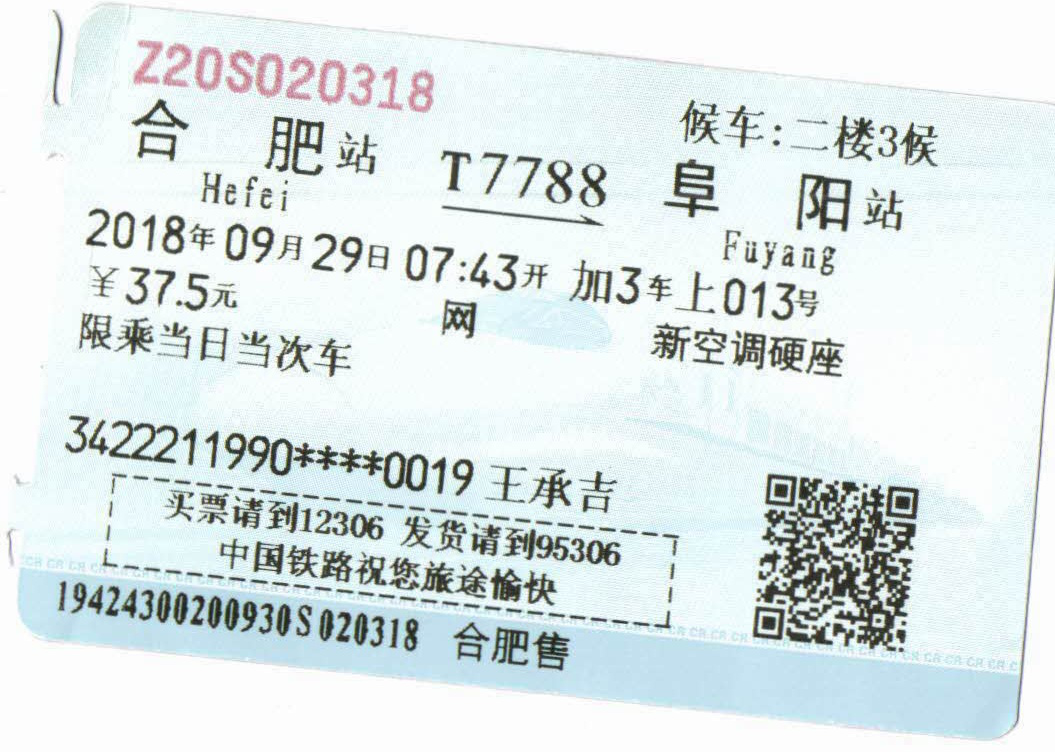 Z20S020318
候车:二楼3候
合 肥站 T7788 阜 阳站
Hefei Fuyang
2018年09月29日07:43开 加3车上013号
￥37.5元 网 新空调硬座
限乘当日当次车
3422211990****0019 王承吉
买票请到12306 发货请到95306
中国铁路祝您旅途愉快
19424300200930S020318 合肥售